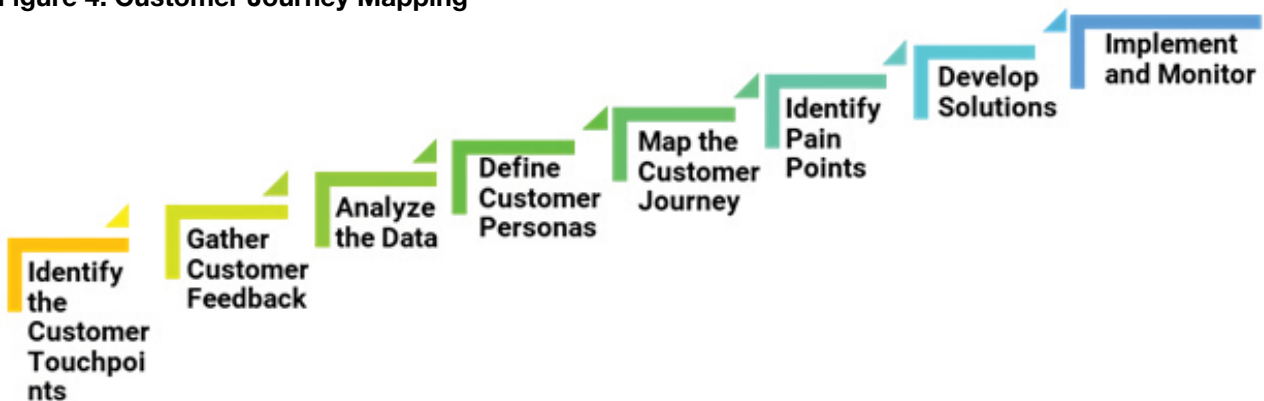 Figure 4. Customer Journey Mapping
Identify
the
Customer
Touchpoi
nts
Gather
Customer
Feedback
Analyze
the Data
Define
Customer
Personas
Map the
Customer
Journey
Identify
Pain
Points
Develop
Solutions
Implement
and Monitor